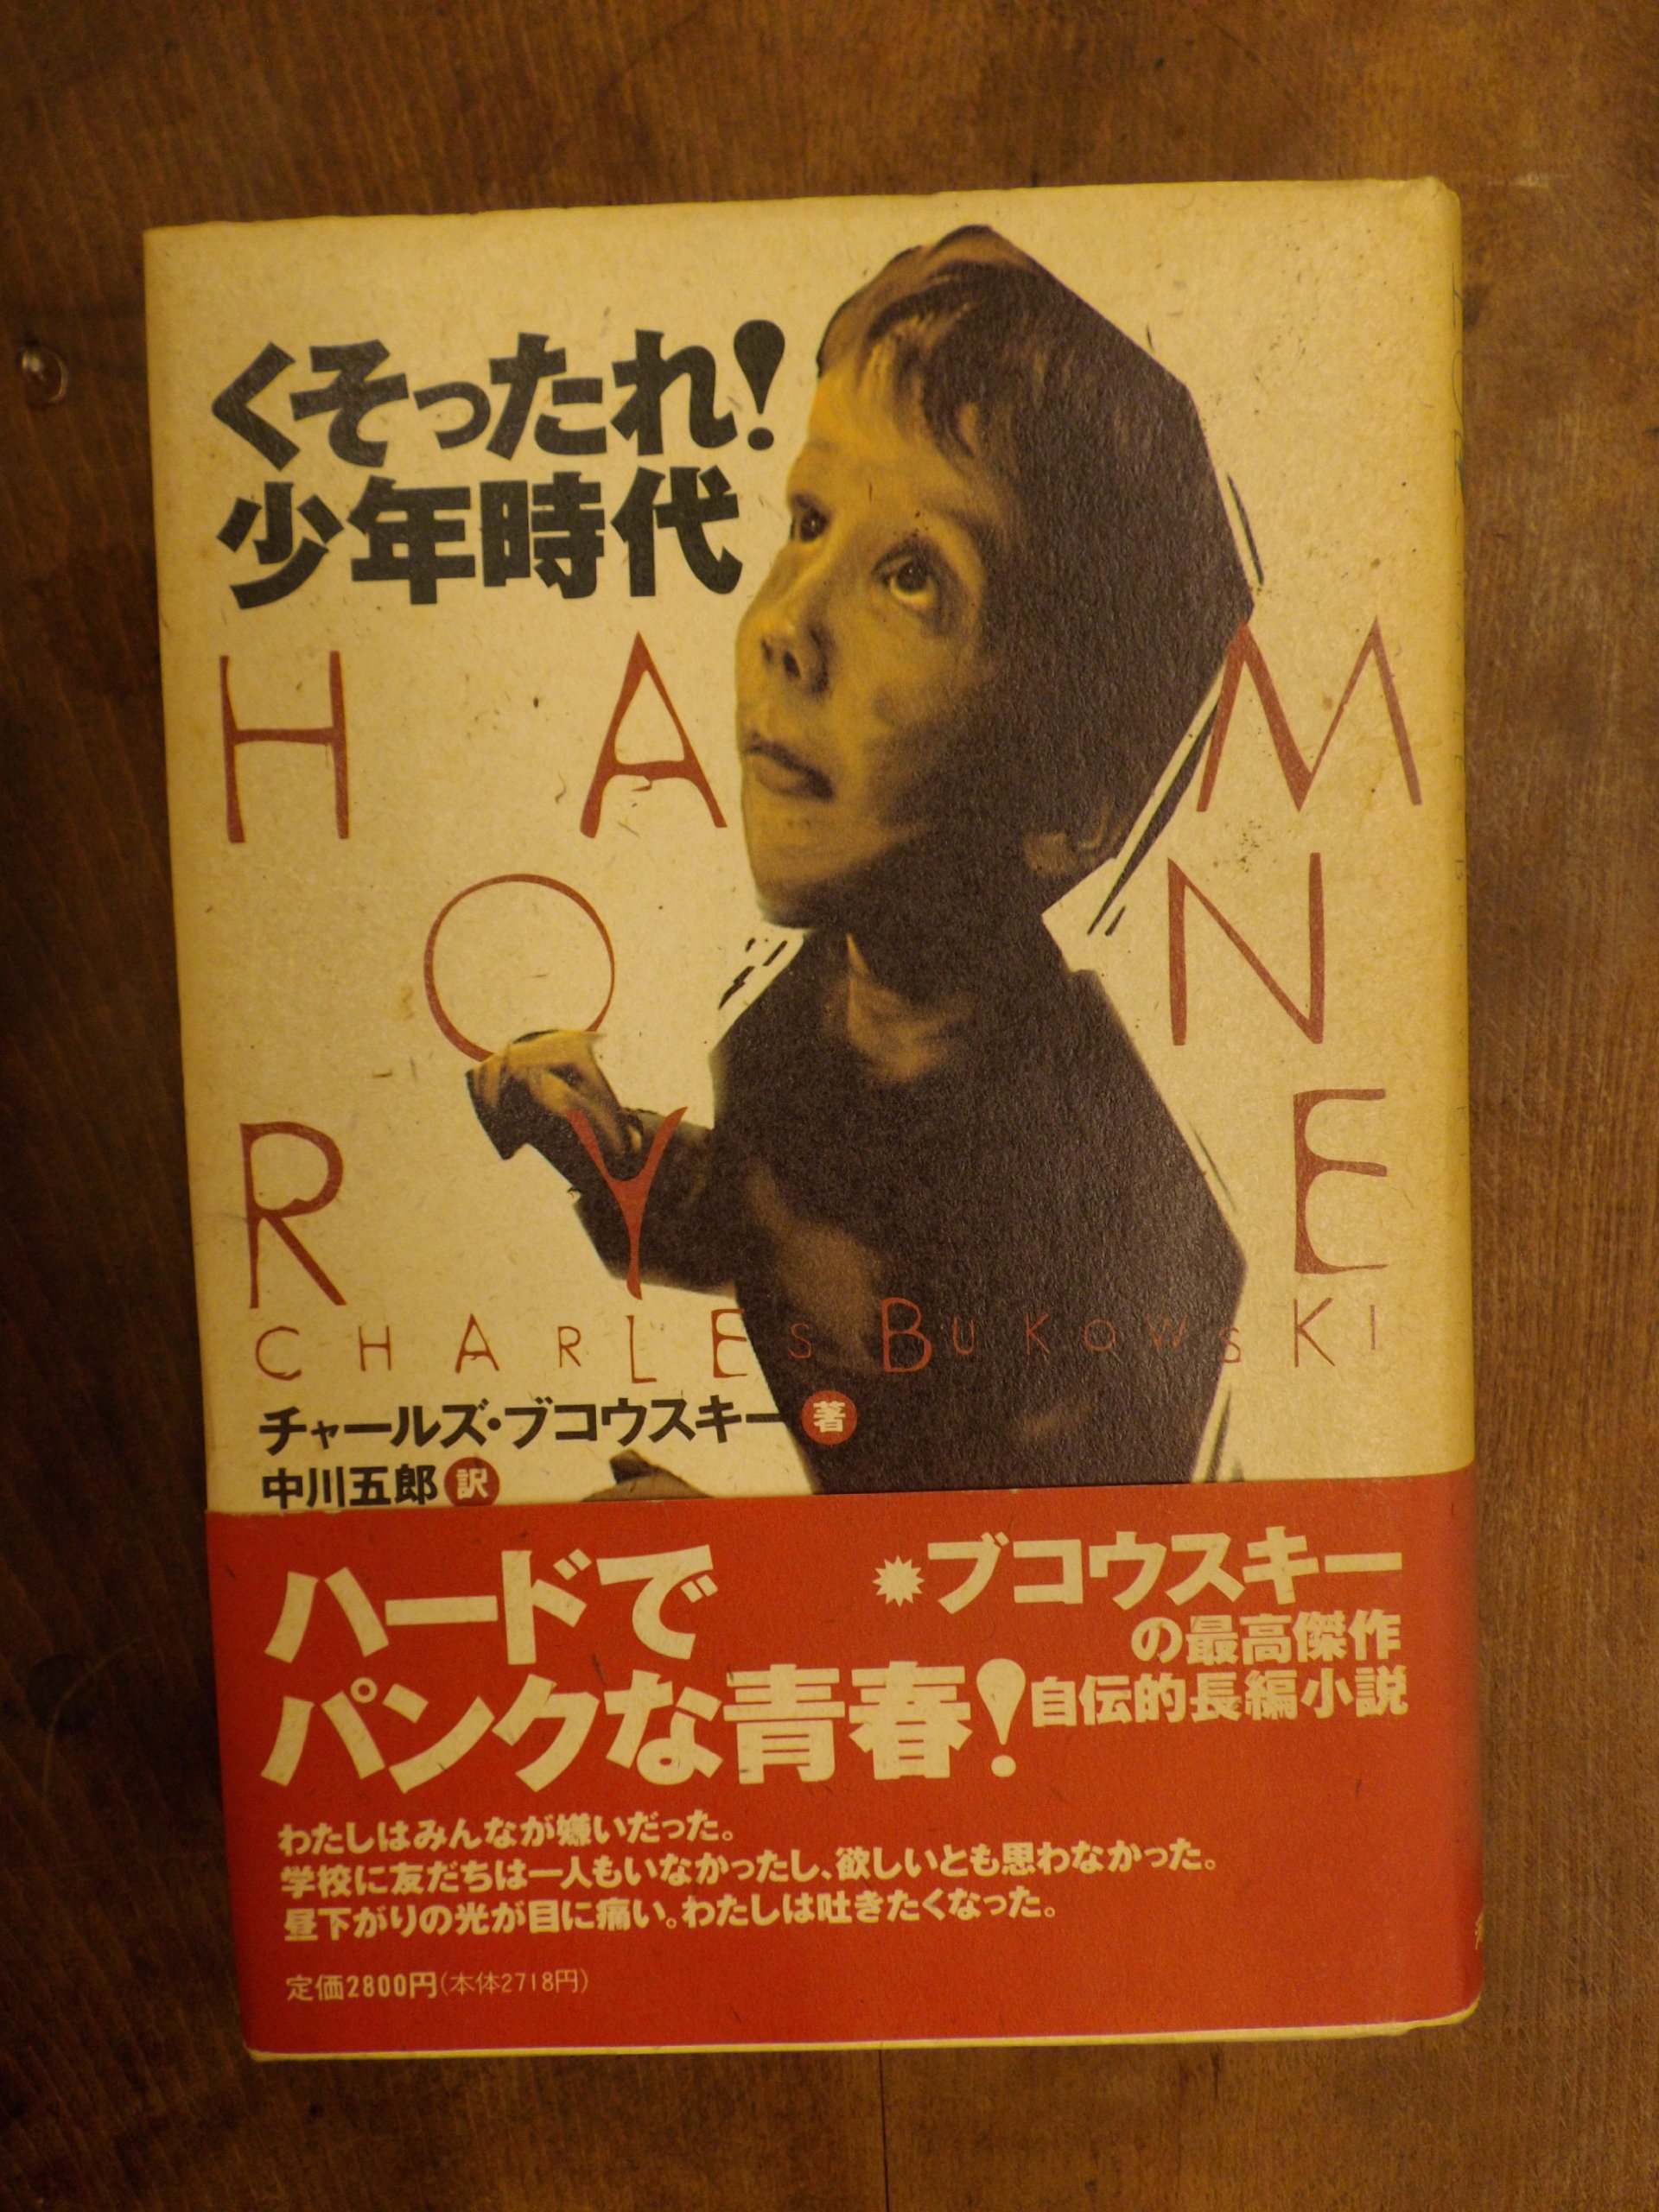 くそったれ!
少年時代
HAM
ON
RYE
CHARLES BUKOWSKI
チャールズ・ブコウスキー 著
中川五郎 訳
ハードで
パンクな青春!
ブコウスキー
の最高傑作
自伝的長編小説
わたしはみんなが嫌いだった。
学校に友だちは一人もいなかったし、欲しいとも思わなかった。
昼下がりの光が目に痛い。わたしは吐きたくなった。
定価2800円(本体2718円)